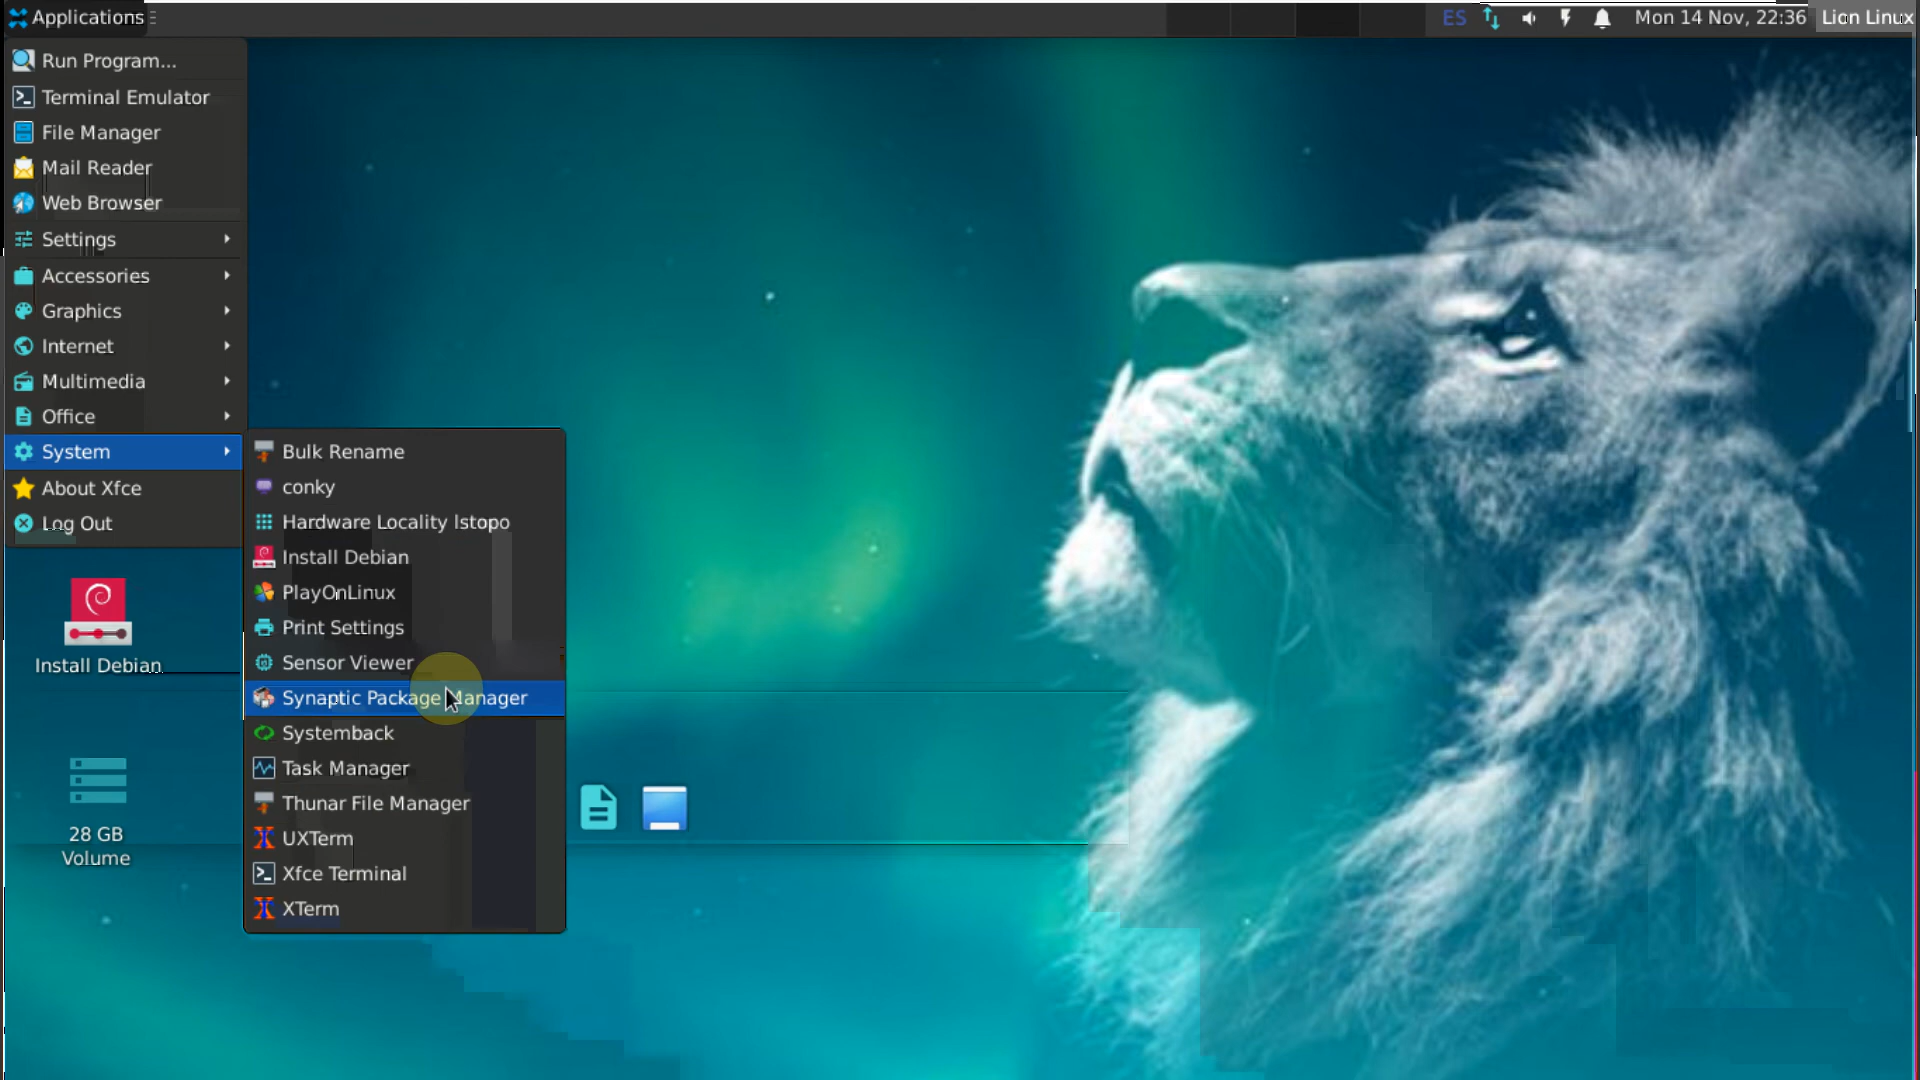 Applications
ES
Mon 14 Nov, 22:36
Lion Linux
Run Program...
Terminal Emulator
File Manager
Mail Reader
Web Browser
Settings
Accessories
Graphics
Internet
Multimedia
Office
System
About Xfce
Log Out
Bulk Rename
conky
Hardware Locality lstopo
Install Debian
PlayOnLinux
Print Settings
Sensor Viewer
Synaptic Package Manager
Systemback
Task Manager
Thunar File Manager
UXTerm
Xfce Terminal
XTerm
Install Debian
28 GB
Volume